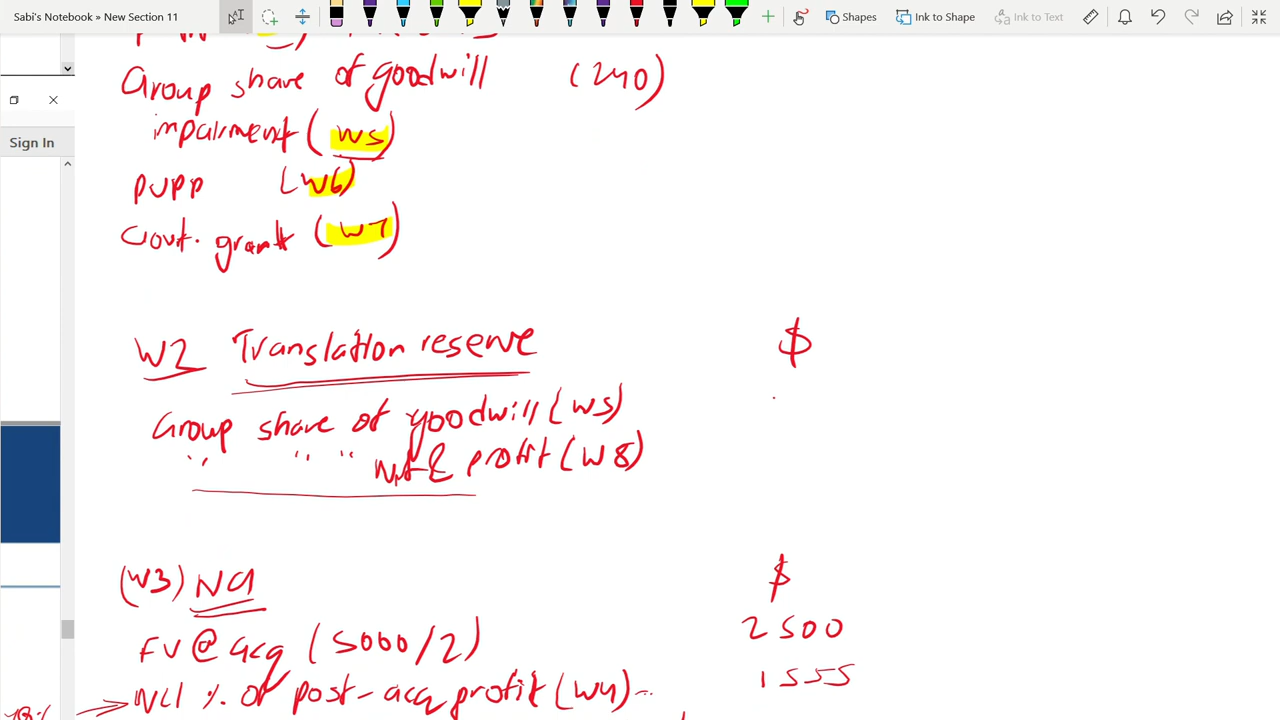 Sabi's Notebook » New Section 11
Shapes
Ink to Shape
Ink to Text
Group share of goodwill (240)
impairment (W5)
PUPP (W6)
Govt. grant (W7)
Sign In
W2 Translation reserve $
Group share of goodwill (W5)
" " " profit (W8)
(W3) NCI $
FV @ acq (5000/2) 2500
NCI % of post-acq profit (W4) 1555